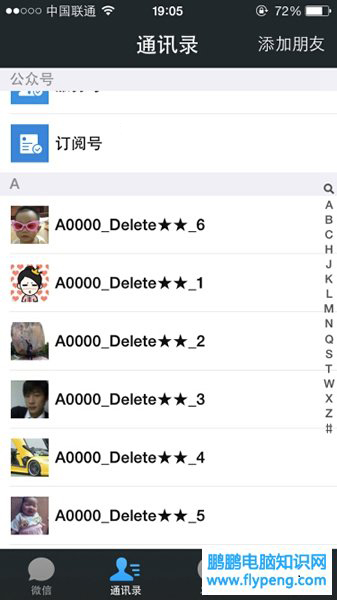 中国联通 19:05 72%
通讯录 添加朋友
公众号
订阅号
A
A0000_Delete★★_6
A0000_Delete★★_1
A0000_Delete★★_2
A0000_Delete★★_3
A0000_Delete★★_4
A0000_Delete★★_5
A
B
C
H
J
K
L
M
N
Q
S
T
W
X
Z
#
微信 通讯录
鹏鹏电脑知识网
www.flypeng.com